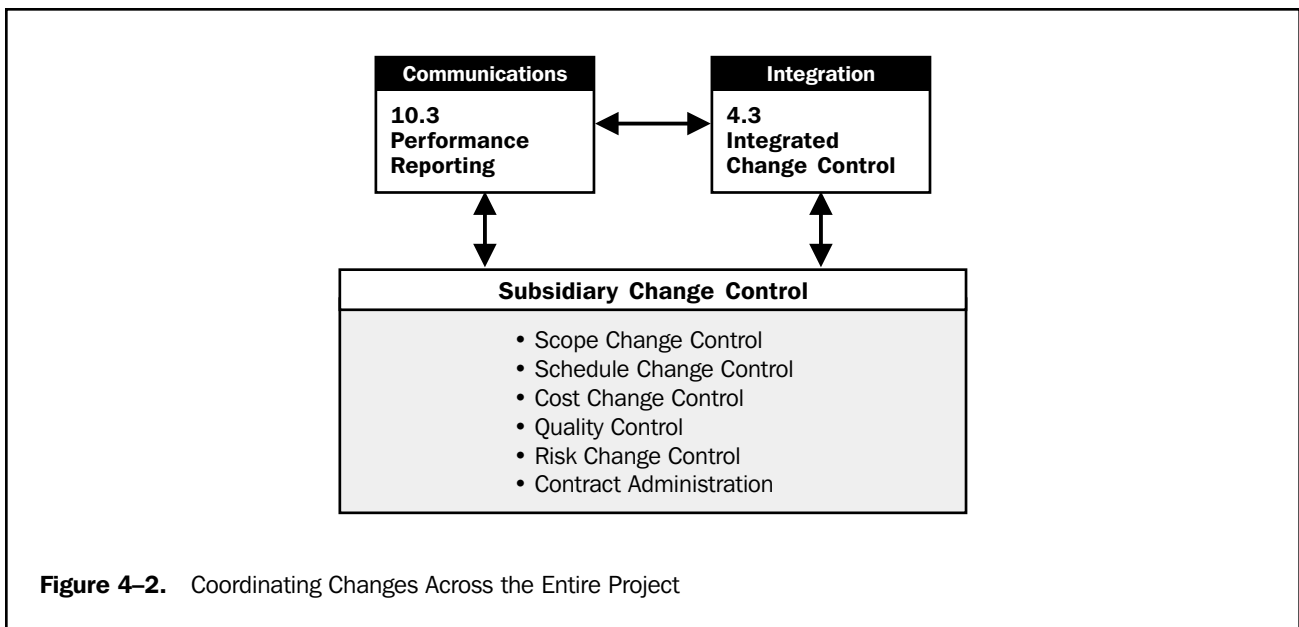 Communications
10.3
Performance
Reporting
Integration
4.3
Integrated
Change Control
Subsidiary Change Control
• Scope Change Control
• Schedule Change Control
• Cost Change Control
• Quality Control
• Risk Change Control
• Contract Administration
Figure 4–2. Coordinating Changes Across the Entire Project